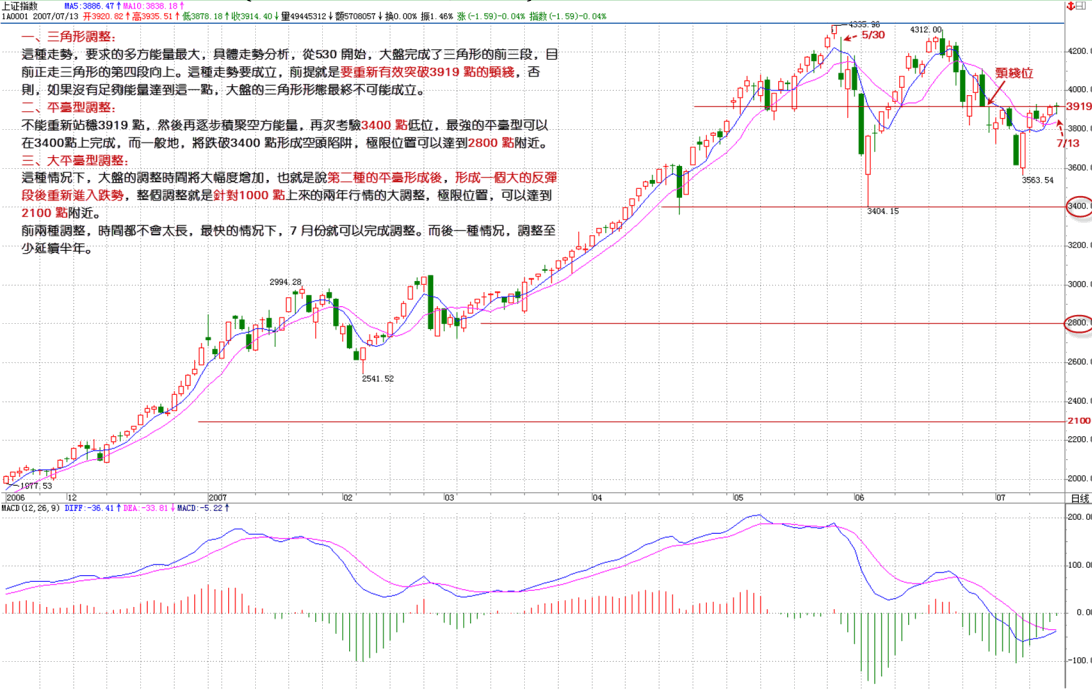 上证指数 MA5:3886.47↑MA10:3838.18↑
1A0001 2007/07/13 开3920.82↑高3935.51↑低3878.18↑收3914.40↓量49445312↓额5708057↓换0.00% 振1.46% 涨(-1.59)-0.04% 指数(-1.59)-0.04%
一、三角形調整：
這種走勢，要求的多方能量最大，具體走勢分析，從530 開始，大盤完成了三角形的前三段，目
前正走三角形的第四段向上。這種走勢要成立，前提就是要重新有效突破3919 點的頸綫，否
則，如果沒有足夠能量達到這一點，大盤的三角形形態最終不可能成立。
二、平臺型調整：
不能重新站穩3919 點，然後再逐步積聚空方能量，再次考驗3400 點低位，最強的平臺型可以
在3400點上完成，而一般地，將跌破3400 點形成空頭陷阱，極限位置可以達到2800 點附近。
三、大平臺型調整：
這種情况下，大盤的調整時間將大幅度增加，也就是說第二種的平臺形成後，形成一個大的反彈
段後重新進入跌勢，整個調整就是針對1000 點上來的兩年行情的大調整，極限位置，可以達到
2100 點附近。
前兩種調整，時間都不會太長，最快的情况下，7 月份就可以完成調整。而後一種情况，調整至
少延續半年。
4335.96
5/30
4312.00
頸綫位
7/13
3563.54
3404.15
2994.28
2541.52
1977.53
4200.
4000.
3919
3800.
3600.
3400.
3200.
3000.
2800.
2600.
2400.
2100
2200.
2000.
2006 12 2007 02 03 04 05 06 07 日线
MACD(12,26,9) DIFF:-36.41↑DEA:-33.81↓MACD:-5.22↑
200.
100.0
0.00
-100.